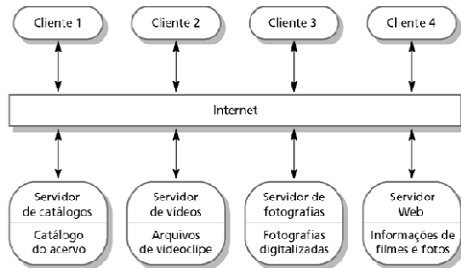 Cliente 1
Cliente 2
Cliente 3
Cliente 4
Internet
Servidor
de catálogos
Catálogo
do acervo
Servidor
de vídeos
Arquivos
de videoclipe
Servidor de
fotografias
Fotografias
digitalizadas
Servidor
Web
Informações de
filmes e fotos